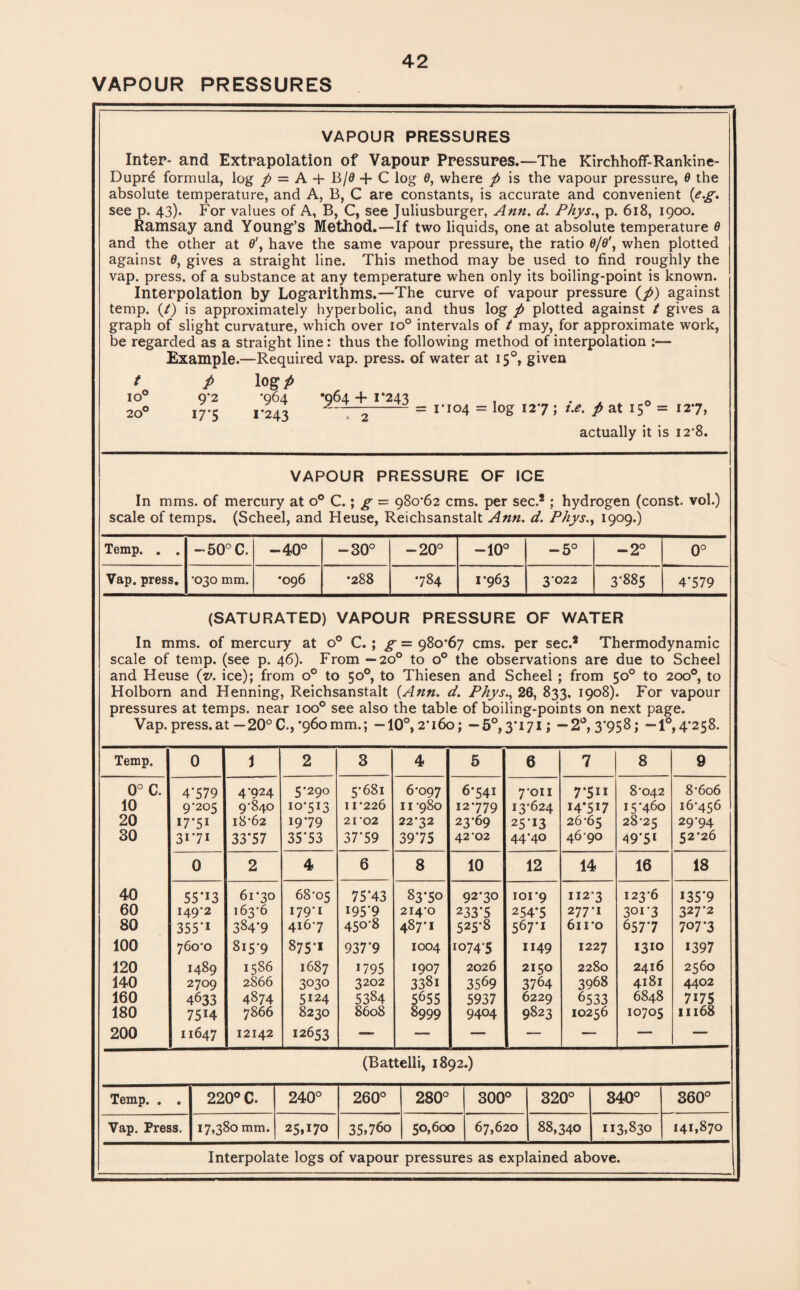 42
VAPOUR PRESSURES
VAPOUR PRESSURES
Inter- and Extrapolation of Vapour Pressures.—The Kirchhoff-Rankine-
Dupré formula, log p = A + B/θ + C log θ, where p is the vapour pressure, θ the
absolute temperature, and A, B, C are constants, is accurate and convenient (e.g.
see p. 43). For values of A, B, C, see Juliusburger, Ann. d. Phys., p. 618, 1900.
Ramsay and Young's Method.—If two liquids, one at absolute temperature θ
and the other at θ', have the same vapour pressure, the ratio θ/θ', when plotted
against θ, gives a straight line. This method may be used to find roughly the
vap. press. of a substance at any temperature when only its boiling-point is known.
Interpolation by Logarithms.—The curve of vapour pressure (p) against
temp. (t) is approximately hyperbolic, and thus log p plotted against t gives a
graph of slight curvature, which over 10° intervals of t may, for approximate work,
be regarded as a straight line: thus the following method of interpolation :—
Example.—Required vap. press. of water at 15°, given
t p log p
10° 9·2 ·964 ·964 + 1·243
20° 17·5 1·243 2 = 1·104 = log 12·7 ; i.e. p at 15° = 12·7,
actually it is 12·8.
VAPOUR PRESSURE OF ICE
In mms. of mercury at 0° C. ; g = 980·62 cms. per sec.² ; hydrogen (const. vol.)
scale of temps. (Scheel, and Heuse, Reichsanstalt Ann. d. Phys., 1909.)
Temp. . . −50° C. −40° −30° −20° −10° −5° −2° 0°
Vap. press. ·030 mm. ·096 ·288 ·784 1·963 3·022 3·885 4·579
(SATURATED) VAPOUR PRESSURE OF WATER
In mms. of mercury at 0° C. ; g = 980·67 cms. per sec.² Thermodynamic
scale of temp. (see p. 46). From −20° to 0° the observations are due to Scheel
and Heuse (v. ice); from 0° to 50°, to Thiesen and Scheel ; from 50° to 200°, to
Holborn and Henning, Reichsanstalt (Ann. d. Phys., 26, 833, 1908). For vapour
pressures at temps. near 100° see also the table of boiling-points on next page.
Vap. press. at −20° C., ·960 mm.; −10°, 2·160; −5°, 3·171; −2°, 3·958; −1°, 4·258.
Temp. 0 1 2 3 4 5 6 7 8 9
0° C. 4·579 4·924 5·290 5·681 6·097 6·541 7·011 7·511 8·042 8·606
10 9·205 9·840 10·513 11·226 11·980 12·779 13·624 14·517 15·460 16·456
20 17·51 18·62 19·79 21·02 22·32 23·69 25·13 26·65 28·25 29·94
30 31·71 33·57 35·53 37·59 39·75 42·02 44·40 46·90 49·51 52·26
0 2 4 6 8 10 12 14 16 18
40 55·13 61·30 68·05 75·43 83·50 92·30 101·9 112·3 123·6 135·9
60 149·2 163·6 179·1 195·9 214·0 233·5 254·5 277·1 301·3 327·2
80 355·1 384·9 416·7 450·8 487·1 525·8 567·1 611·0 657·7 707·3
100 760·0 815·9 875·1 937·9 1004 1074·5 1149 1227 1310 1397
120 1489 1586 1687 1795 1907 2026 2150 2280 2416 2560
140 2709 2866 3030 3202 3381 3569 3764 3968 4181 4402
160 4633 4874 5124 5384 5655 5937 6229 6533 6848 7175
180 7514 7866 8230 8608 8999 9404 9823 10256 10705 11168
200 11647 12142 12653 — — — — — — —
(Battelli, 1892.)
Temp. . . 220° C. 240° 260° 280° 300° 320° 340° 360°
Vap. Press. 17,380 mm. 25,170 35,760 50,600 67,620 88,340 113,830 141,870
Interpolate logs of vapour pressures as explained above.